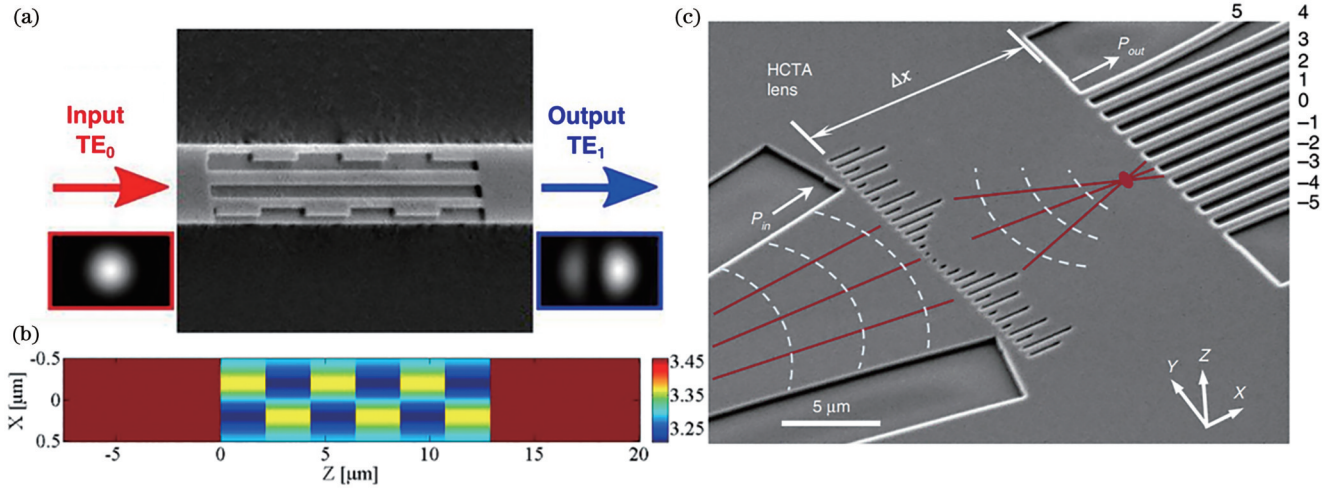 (a)
Input
TE0
Output
TE1
(b)
X [μm]
-0.5
0
0.5
-5
0
5
10
15
20
Z [μm]
3.45
3.35
3.25
(c)
HCTA
lens
Δx
Pout
Pin
5
4
3
2
1
0
–1
–2
–3
–4
–5
5 μm
Y
Z
X